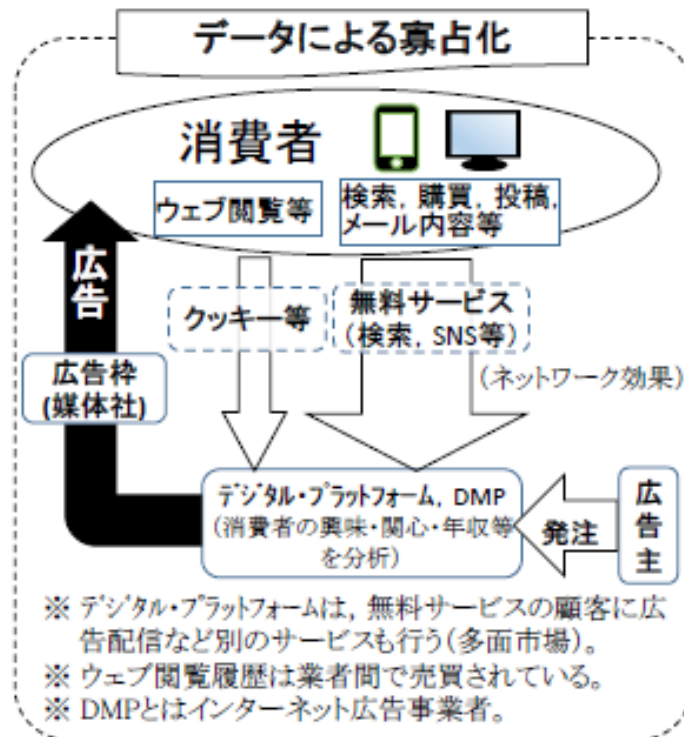 データによる寡占化
消費者
ウェブ閲覧等
検索，購買，投稿，
メール内容等
広告
クッキー等
無料サービス
（検索，SNS等）
広告枠
(媒体社)
（ネットワーク効果）
デジタル・プラットフォーム，DMP
（消費者の興味・関心・年収等
を分析）
発注
広告主
※ デジタル・プラットフォームは，無料サービスの顧客に広
告配信など別のサービスも行う（多面市場）。
※ ウェブ閲覧履歴は業者間で売買されている。
※ DMPとはインターネット広告事業者。